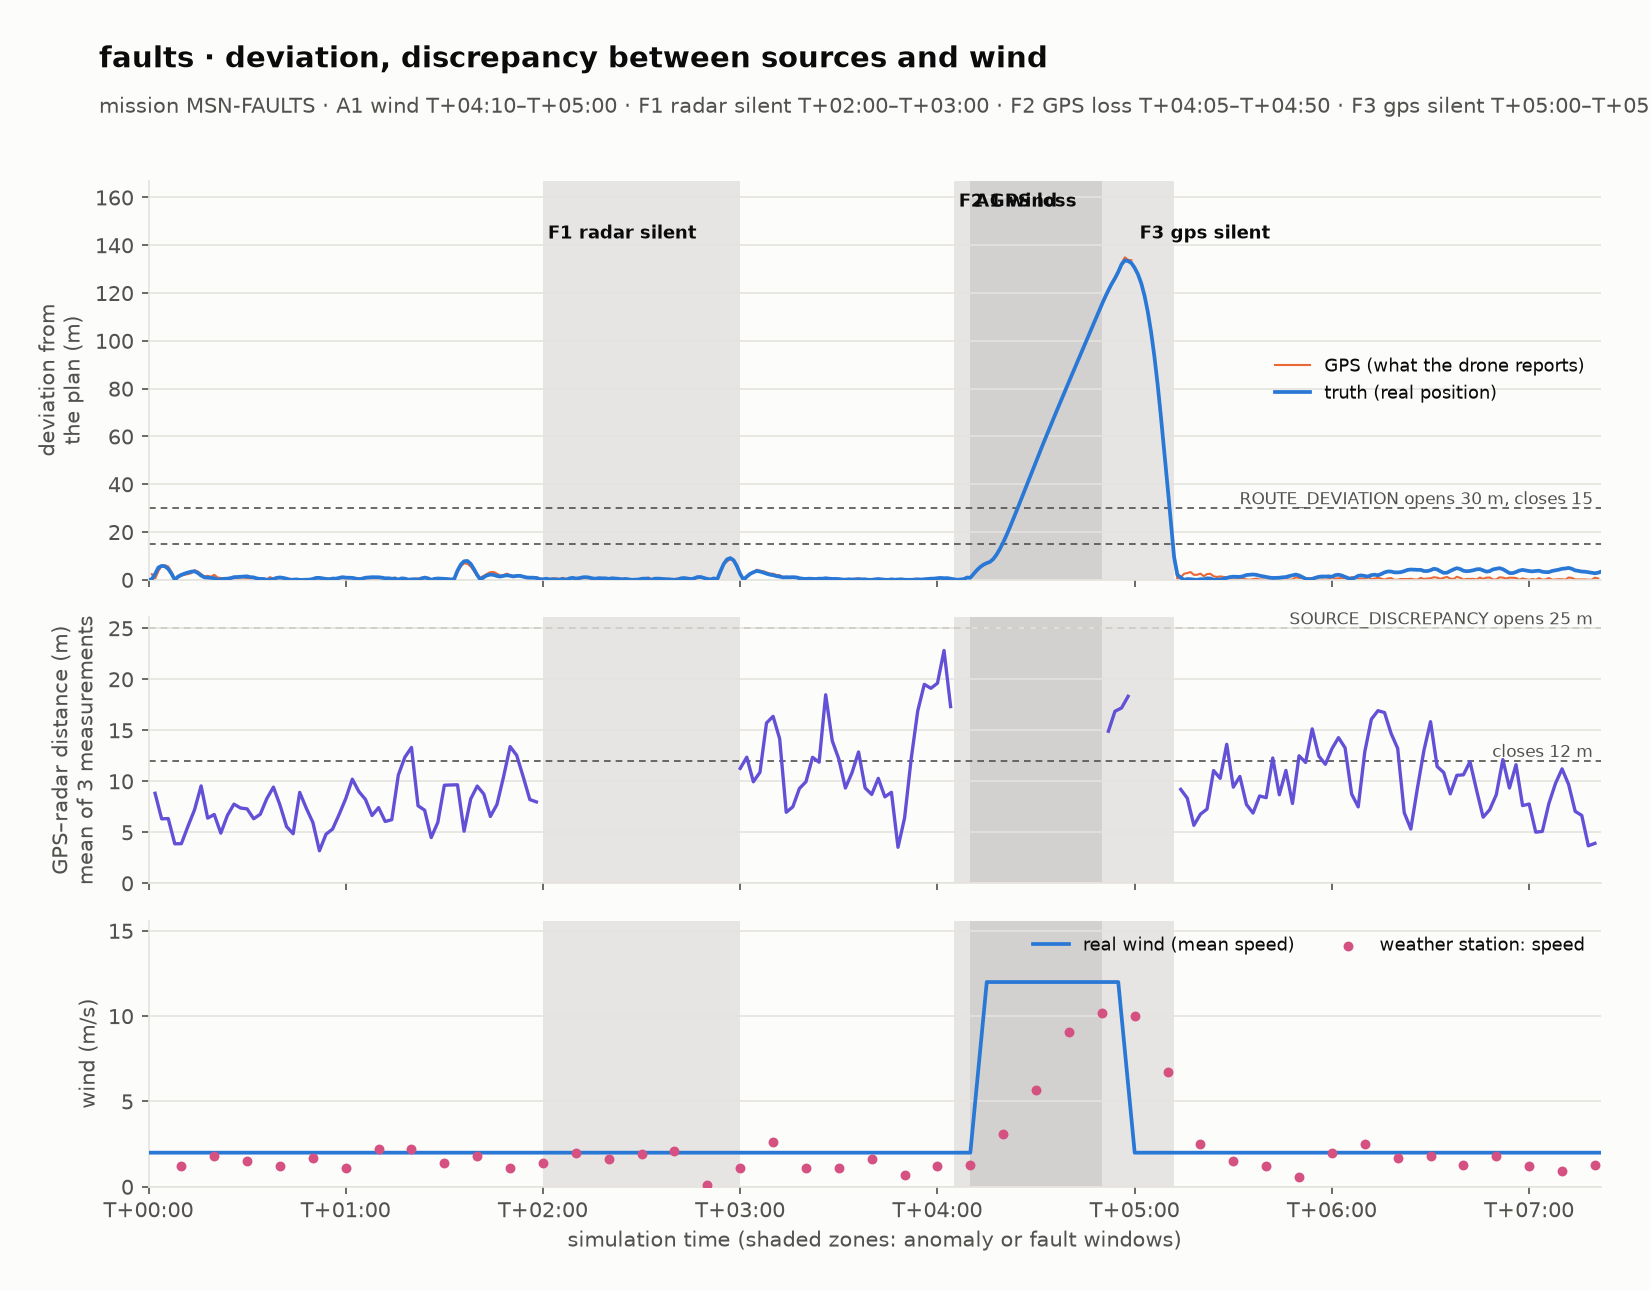 faults · deviation, discrepancy between sources and wind
mission MSN-FAULTS · A1 wind T+04:10–T+05:00 · F1 radar silent T+02:00–T+03:00 · F2 GPS loss T+04:05–T+04:50 · F3 gps silent T+05:00–T+05
deviation from
the plan (m)
160
140
120
100
80
60
40
20
0
F1 radar silent
F2 GPS loss
A1 wind
F3 gps silent
GPS (what the drone reports)
truth (real position)
ROUTE_DEVIATION opens 30 m, closes 15
GPS–radar distance (m)
mean of 3 measurements
25
20
15
10
5
0
SOURCE_DISCREPANCY opens 25 m
closes 12 m
wind (m/s)
15
10
5
0
real wind (mean speed)
weather station: speed
T+00:00
T+01:00
T+02:00
T+03:00
T+04:00
T+05:00
T+06:00
T+07:00
simulation time (shaded zones: anomaly or fault windows)